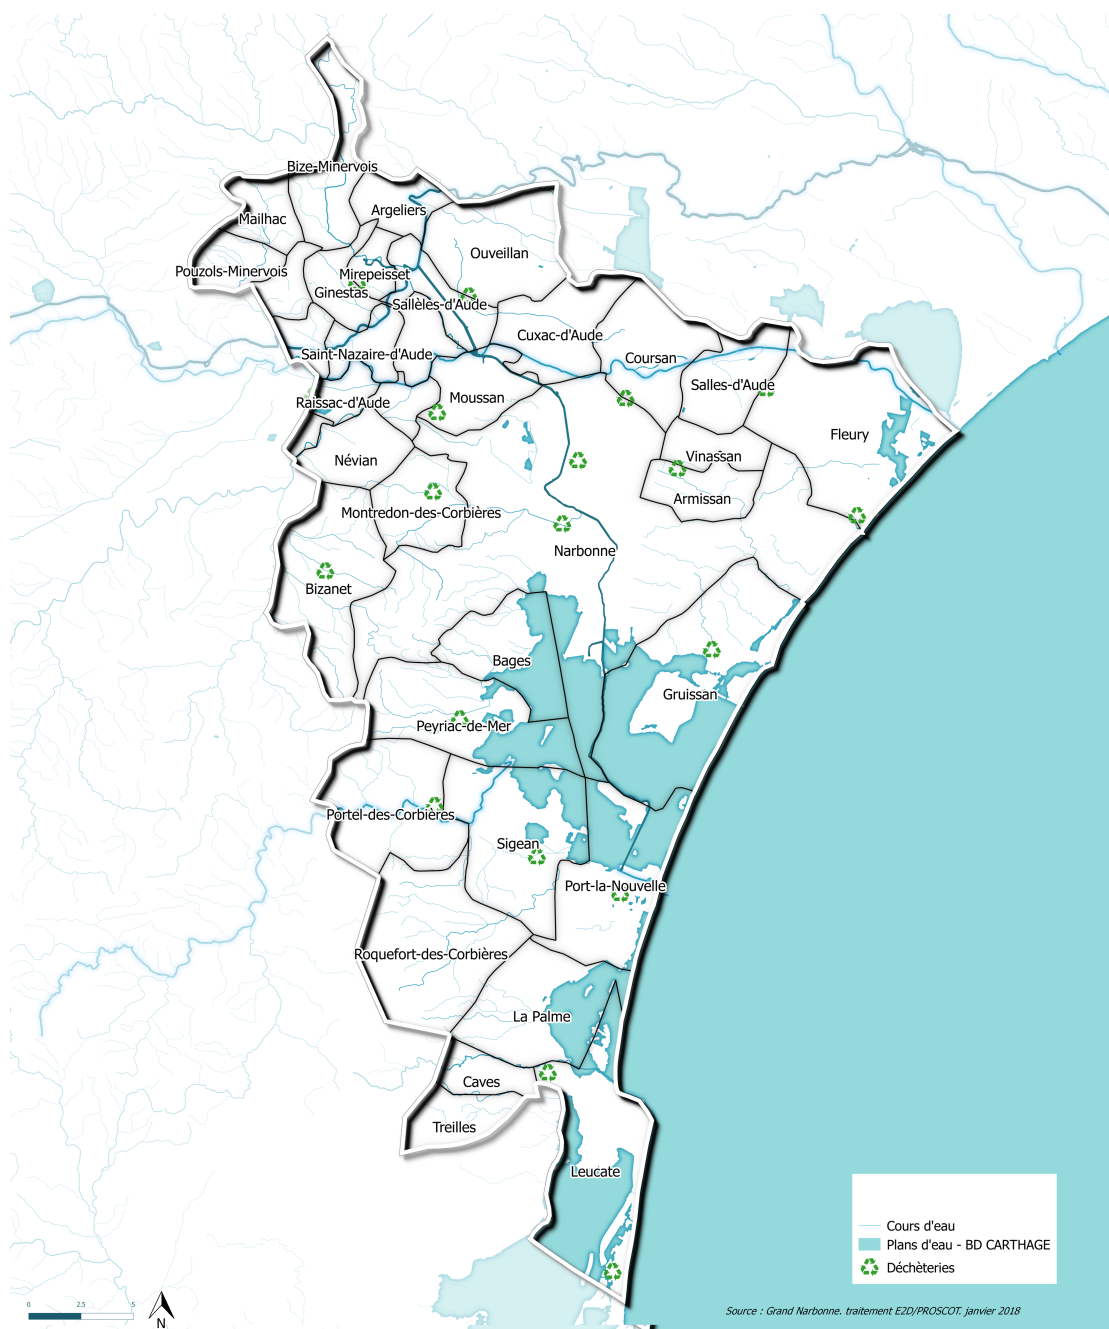 Bize-Minervois
Argeliers
Mailhac
Ouveillan
Pouzols-Minervois
Mirepeisset
Ginestas
Sallèles-d'Aude
Cuxac-d'Aude
Saint-Nazaire-d'Aude
Coursan
Salles-d'Aude
Raissac-d'Aude
Moussan
Fleury
Névian
Vinassan
Armissan
Montredon-des-Corbières
Narbonne
Bizanet
Bages
Gruissan
Peyriac-de-Mer
Portel-des-Corbières
Sigean
Port-la-Nouvelle
Roquefort-des-Corbières
La Palme
Caves
Treilles
Leucate
Cours d'eau
Plans d'eau - BD CARTHAGE
Déchèteries
0 2.5 5
N
Source : Grand Narbonne. traitement E2D/PROSCOT. janvier 2018